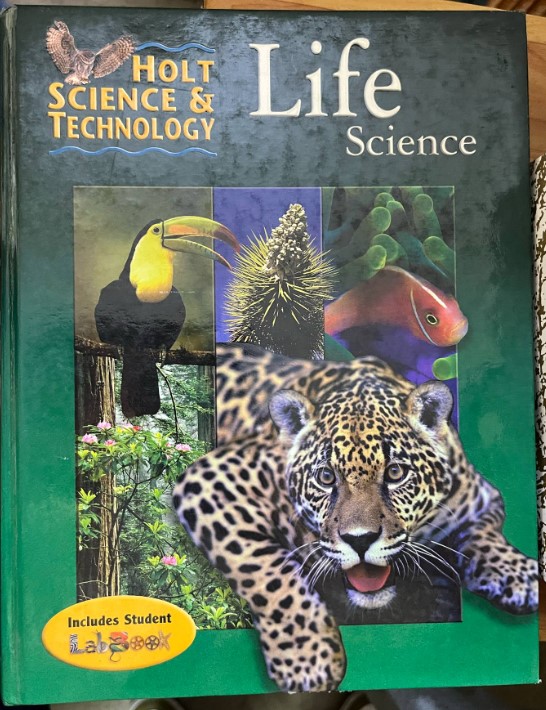 HOLT
SCIENCE &
TECHNOLOGY
Life
Science
Includes Student
LabBook